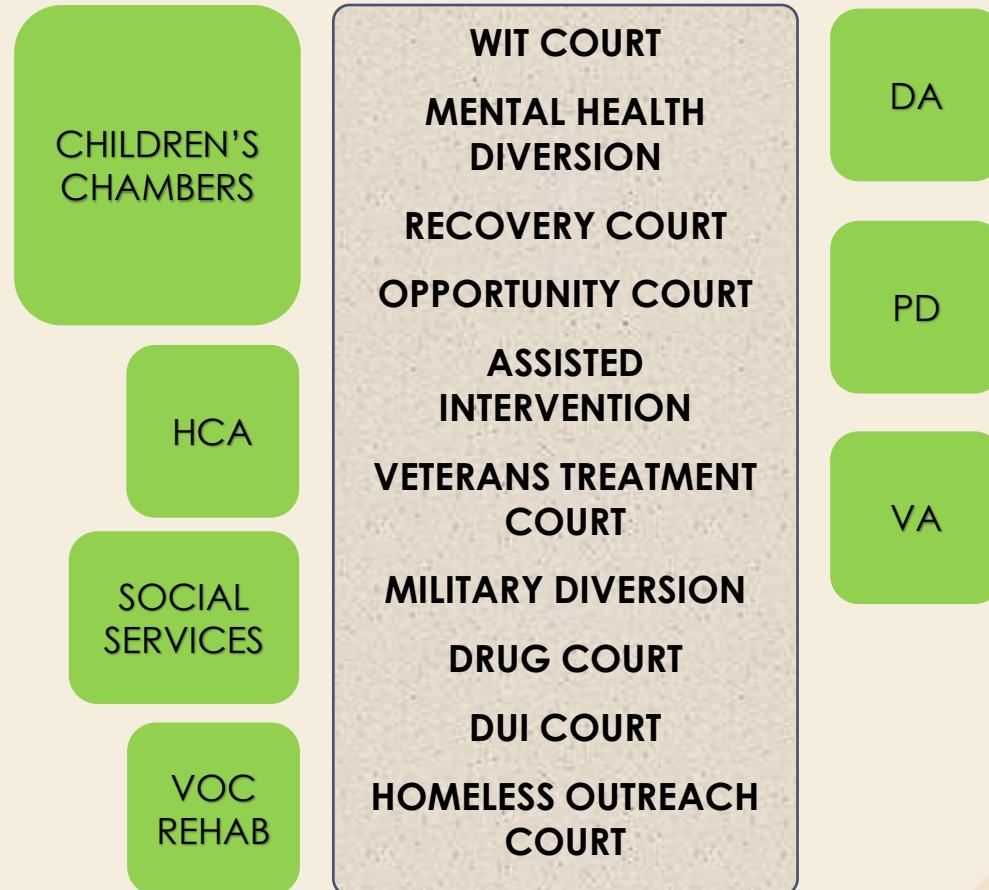 CHILDREN’S
CHAMBERS
HCA
SOCIAL
SERVICES
VOC
REHAB
WIT COURT
MENTAL HEALTH
DIVERSION
RECOVERY COURT
OPPORTUNITY COURT
ASSISTED
INTERVENTION
VETERANS TREATMENT
COURT
MILITARY DIVERSION
DRUG COURT
DUI COURT
HOMELESS OUTREACH
COURT
DA
PD
VA